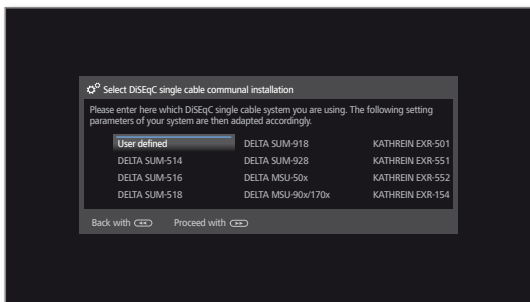 Select DiSEqC single cable communal installation
Please enter here which DiSEqC single cable system you are using. The following setting
parameters of your system are then adapted accordingly.
User defined DELTA SUM-918 KATHREIN EXR-501
DELTA SUM-514 DELTA SUM-928 KATHREIN EXR-551
DELTA SUM-516 DELTA MSU-50x KATHREIN EXR-552
DELTA SUM-518 DELTA MSU-90x/170x KATHREIN EXR-154
Back with Proceed with